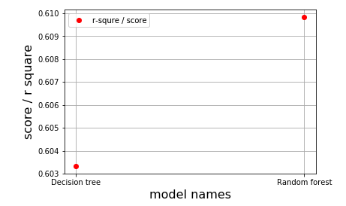 r-squre / score
score / r square
0.610
0.609
0.608
0.607
0.606
0.605
0.604
0.603
Decision tree
Random forest
model names